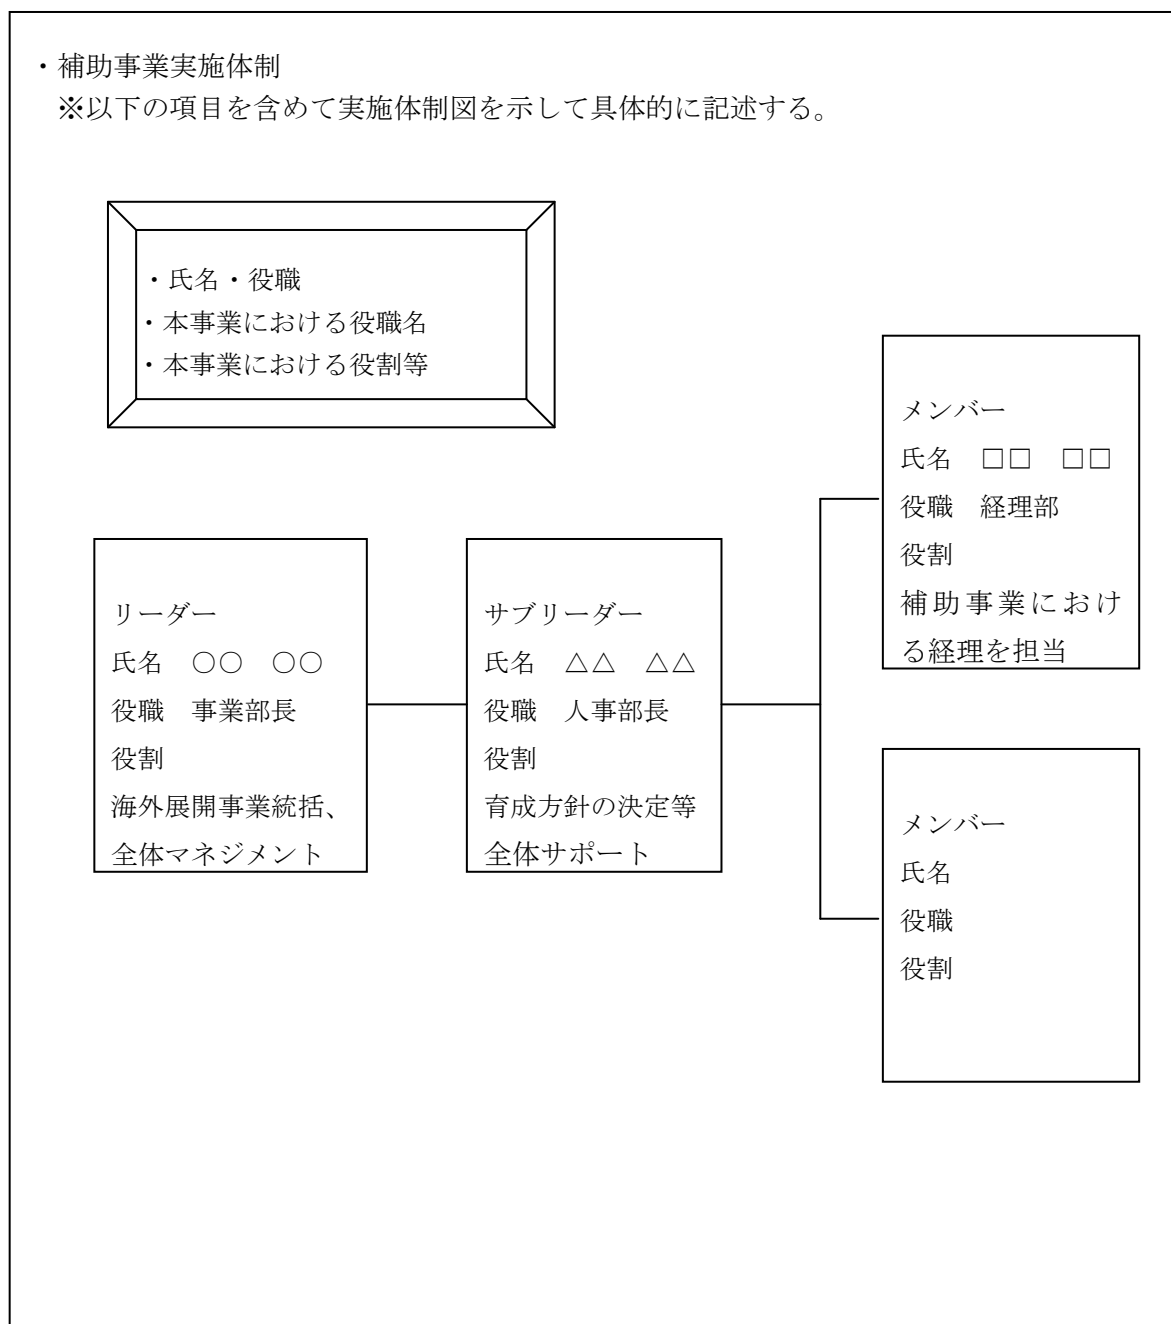 ・補助事業実施体制
※以下の項目を含めて実施体制図を示して具体的に記述する。
・氏名・役職
・本事業における役職名
・本事業における役割等
リーダー
氏名　○○　○○
役職　事業部長
役割
海外展開事業統括、
全体マネジメント
サブリーダー
氏名　△△　△△
役職　人事部長
役割
育成方針の決定等
全体サポート
メンバー
氏名　□□　□□
役職　経理部
役割
補助事業におけ
る経理を担当
メンバー
氏名
役職
役割